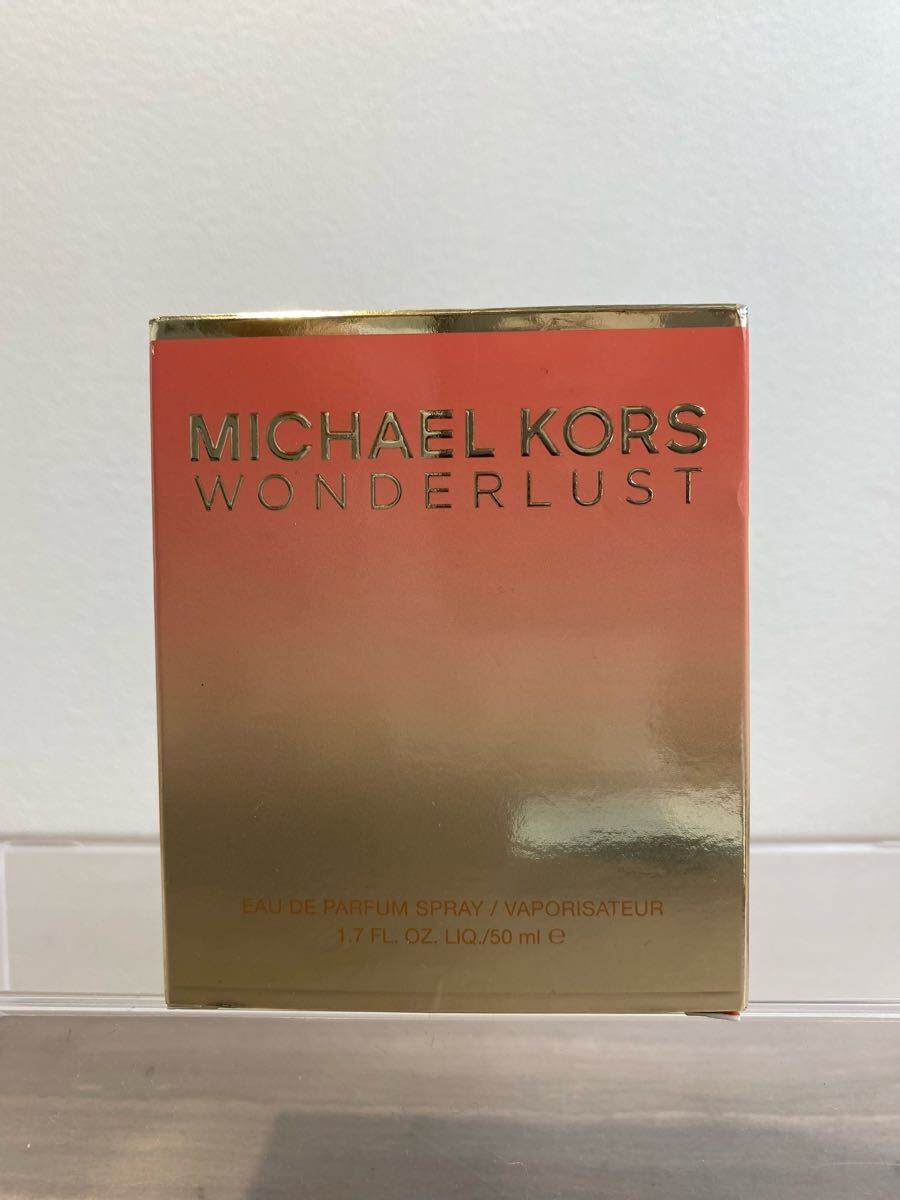 MICHAEL KORS
WONDERLUST
EAU DE PARFUM SPRAY / VAPORISATEUR
1.7 FL. OZ. LIQ./50 ml ℮